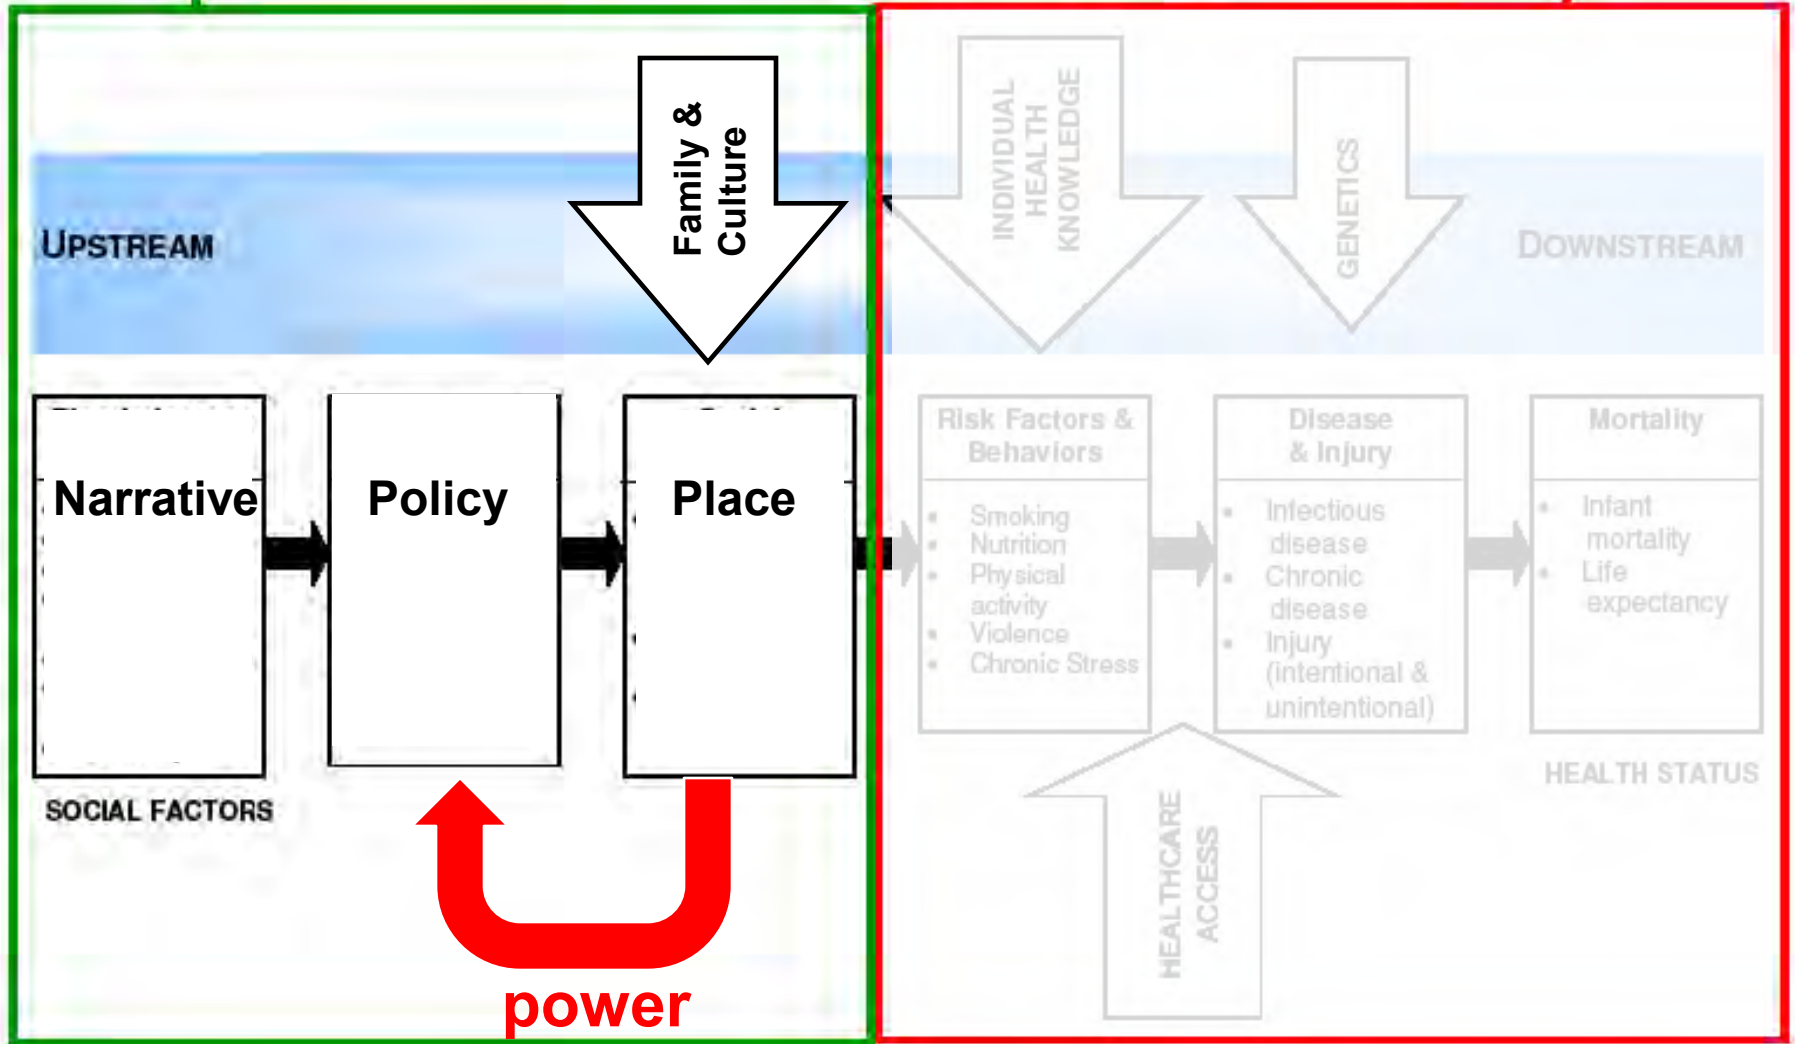 Family &
Culture
INDIVIDUAL
HEALTH
KNOWLEDGE
GENETICS
UPSTREAM
DOWNSTREAM
Narrative
Policy
Place
Risk Factors &
Behaviors
• Smoking
• Nutrition
• Physical
activity
• Violence
• Chronic Stress
Disease
& Injury
• Infectious
disease
• Chronic
disease
• Injury
(intentional &
unintentional)
Mortality
• Infant
mortality
• Life
expectancy
SOCIAL FACTORS
HEALTH STATUS
HEALTHCARE
ACCESS
power